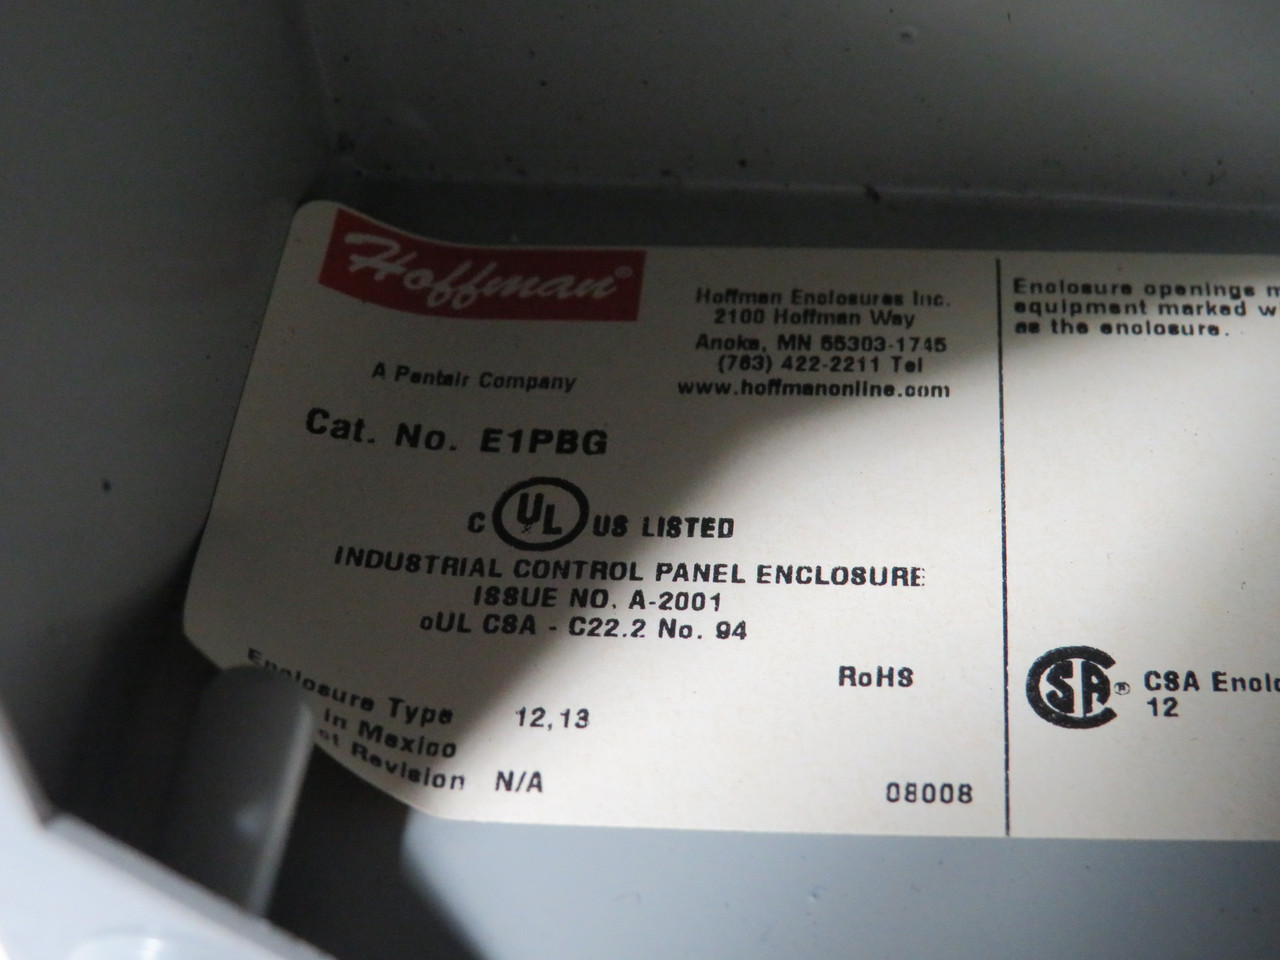 Hoffman®
A Pentair Company
Hoffman Enclosures Inc.
2100 Hoffman Way
Anoka, MN 55303-1745
(763) 422-2211 Tel
www.hoffmanonline.com
Cat. No. E1PBG
C UL US LISTED
INDUSTRIAL CONTROL PANEL ENCLOSURE
ISSUE NO. A-2001
cUL CSA - C22.2 No. 94
RoHS
Enclosure Type 12,13
in Mexico
Revision N/A
08008
Enclosure openings
equipment marked
as the enclosure.
CSA® CSA
12